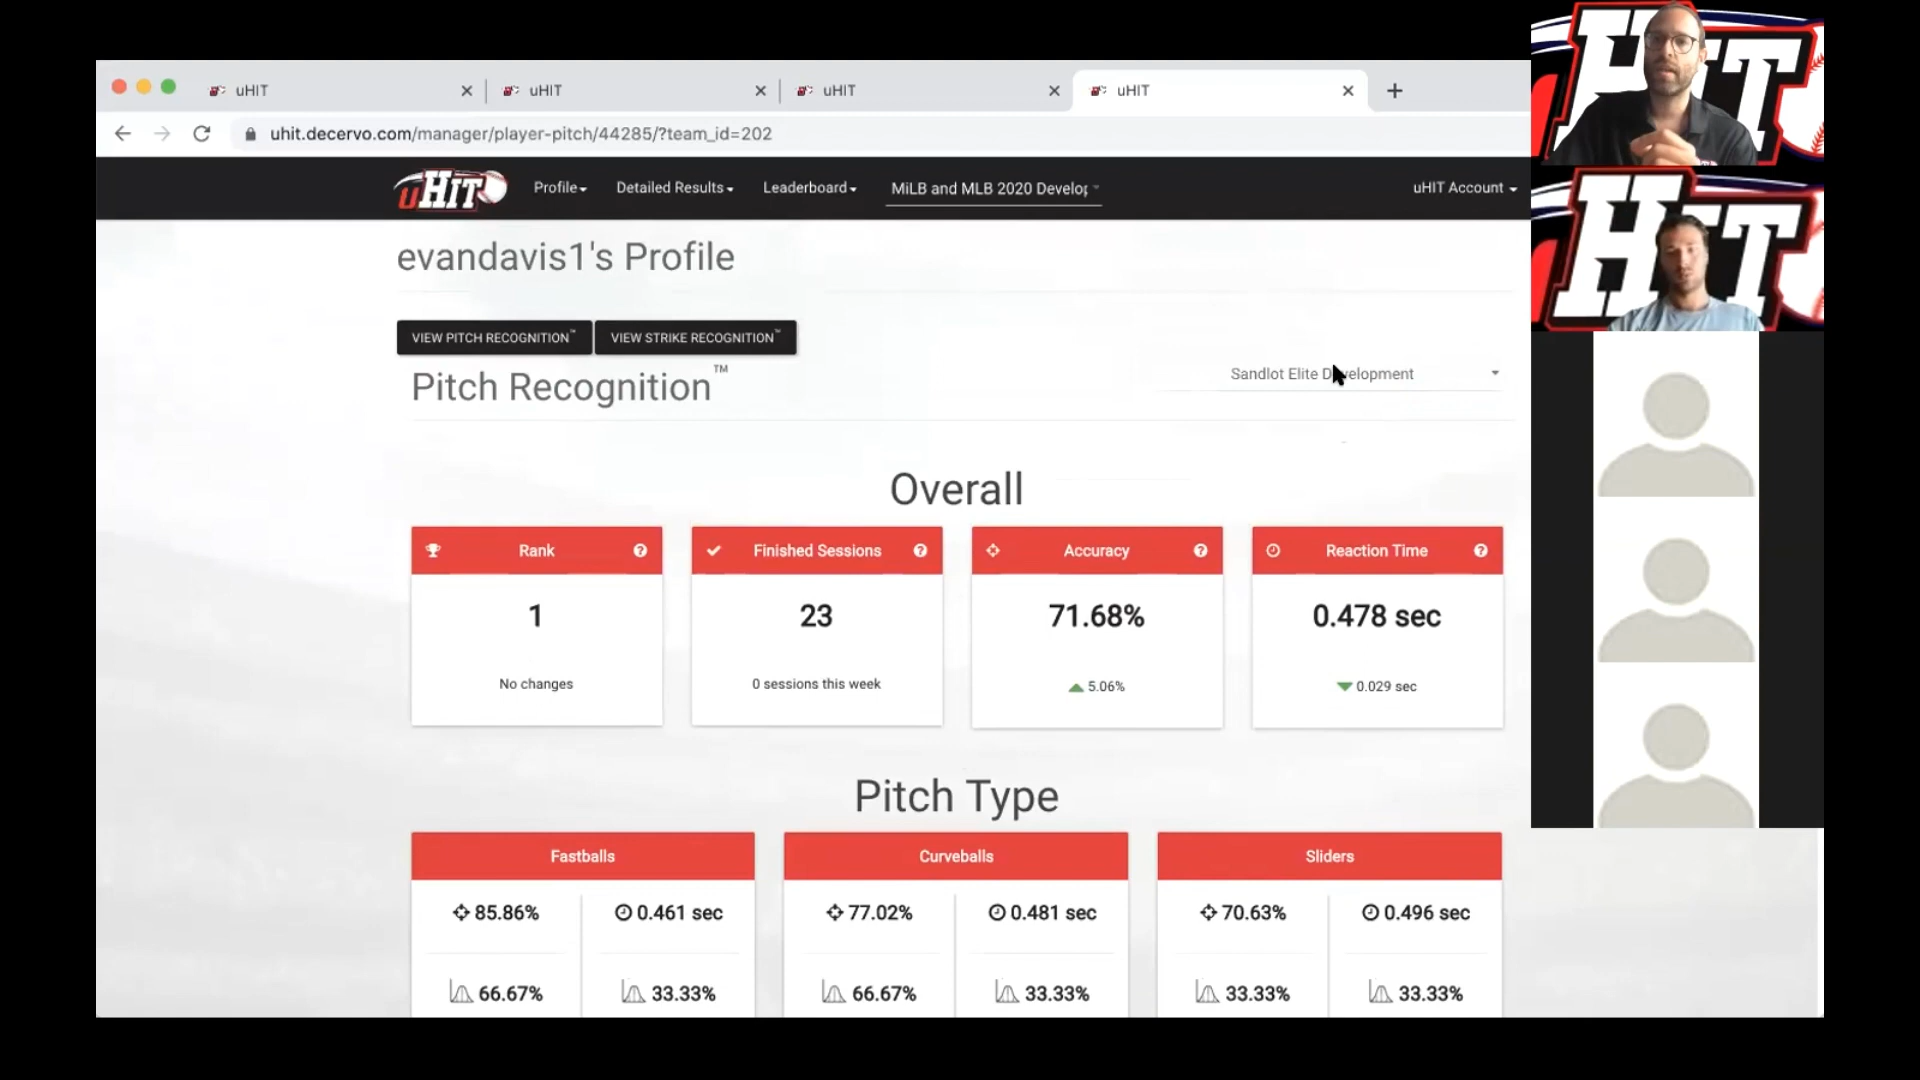 uHIT
uHIT
uHIT
uHIT
uhit.decervo.com/manager/player-pitch/44285/?team_id=202
uHIT
Profile
Detailed Results
Leaderboard
MiLB and MLB 2020 Develop
uHIT Account
evandavis1's Profile
VIEW PITCH RECOGNITION™
VIEW STRIKE RECOGNITION™
Pitch Recognition™
Sandlot Elite Development
Overall
Rank
Finished Sessions
Accuracy
Reaction Time
1
23
71.68%
0.478 sec
No changes
0 sessions this week
5.06%
0.029 sec
Pitch Type
Fastballs
Curveballs
Sliders
85.86%
0.461 sec
77.02%
0.481 sec
70.63%
0.496 sec
66.67%
33.33%
66.67%
33.33%
33.33%
33.33%
HIT
HIT